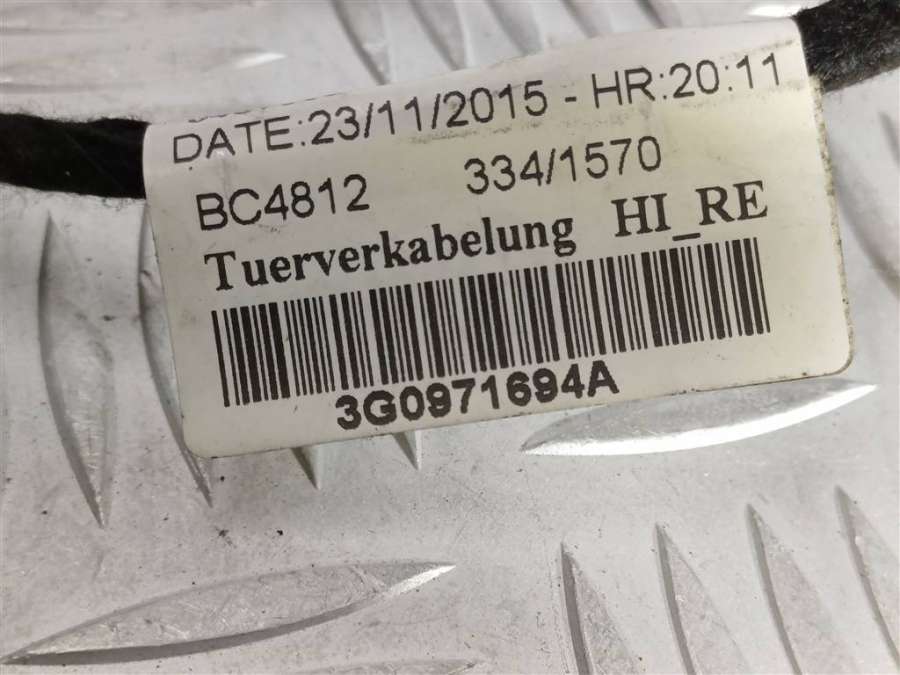 DATE:23/11/2015 - HR:20:11
BC4812 334/1570
Tuerverkabelung HI_RE
3G0971694A